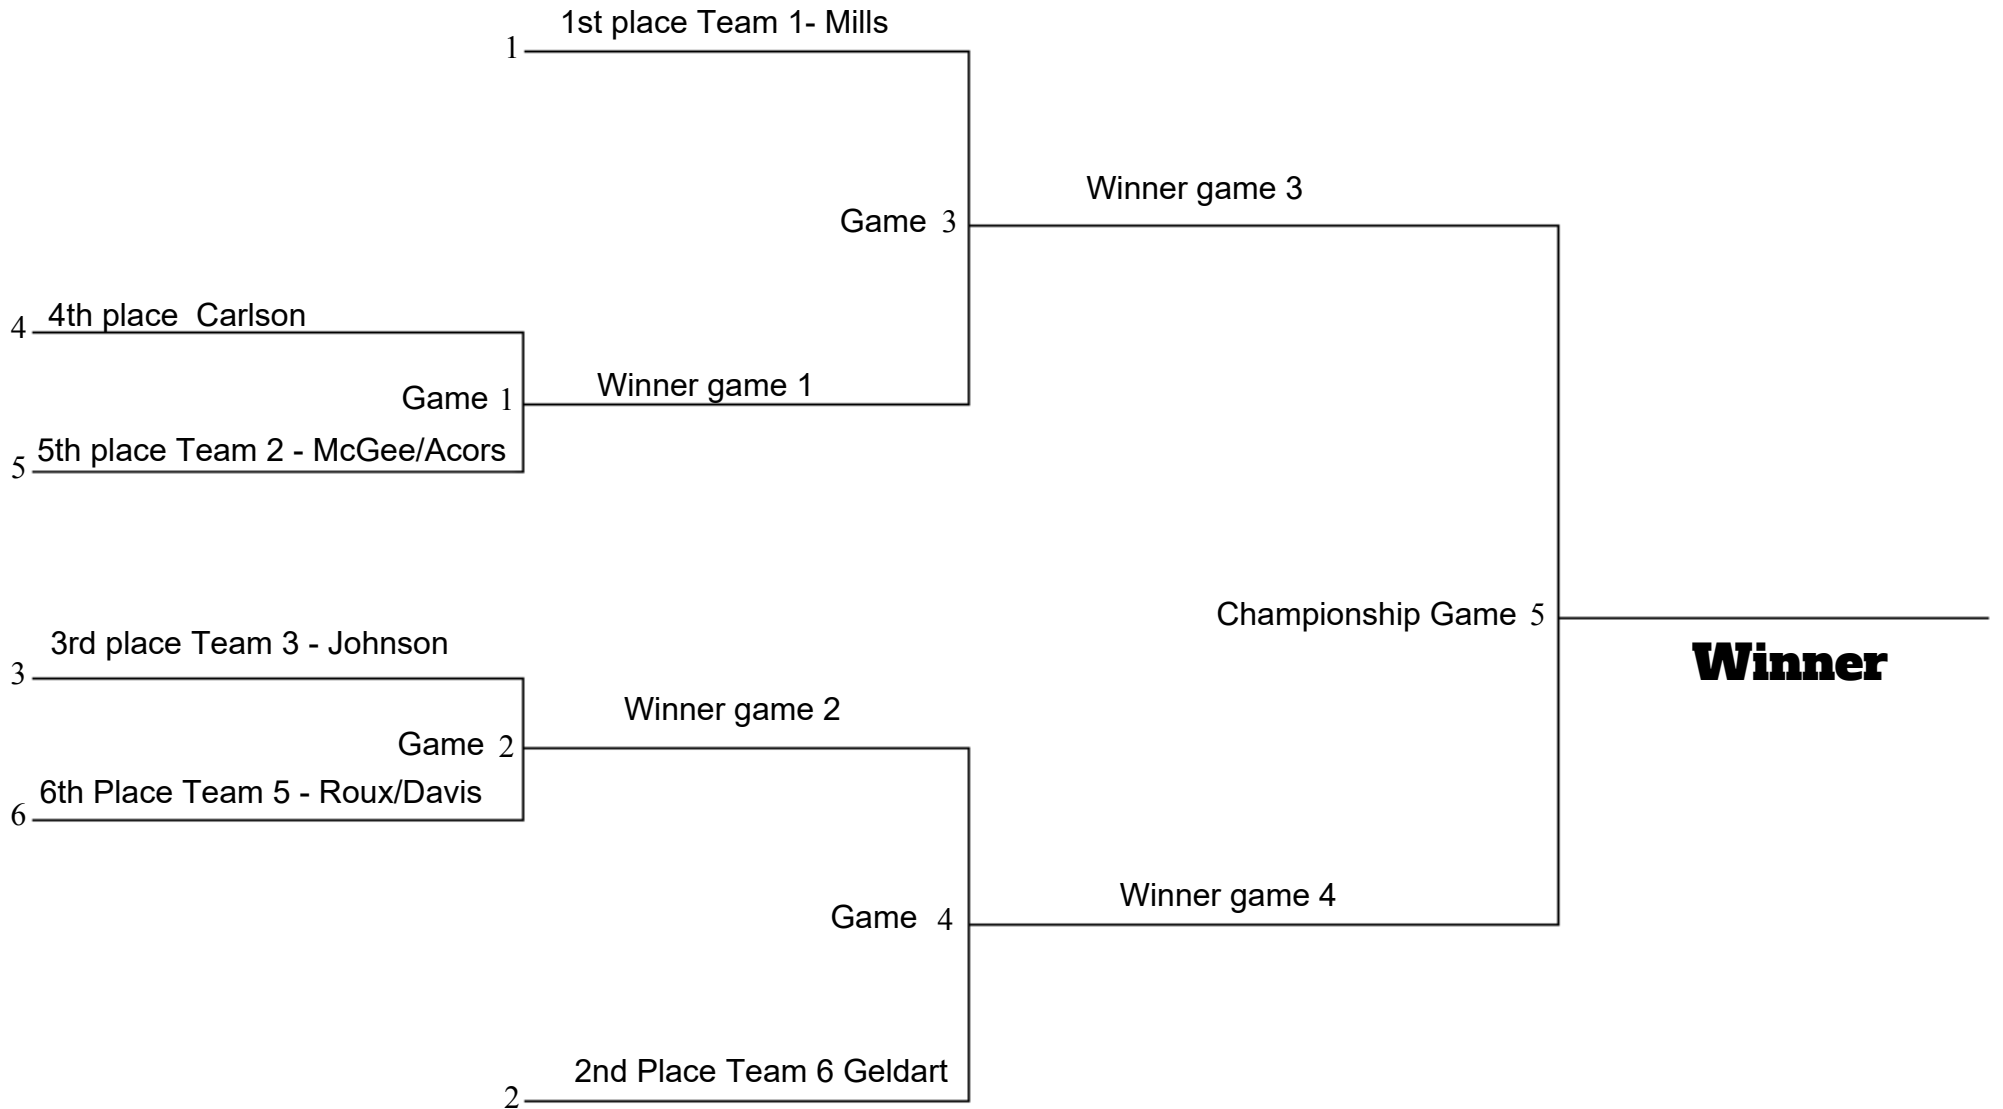 1st place Team 1- Mills
1
Winner game 3
Game 3
4th place  Carlson
4
Winner game 1
Game 1
5th place Team 2 - McGee/Acors
5
Championship Game 5
3rd place Team 3 - Johnson
3
Winner
Winner game 2
Game 2
6th Place Team 5 - Roux/Davis
6
Winner game 4
Game 4
2nd Place Team 6 Geldart
2